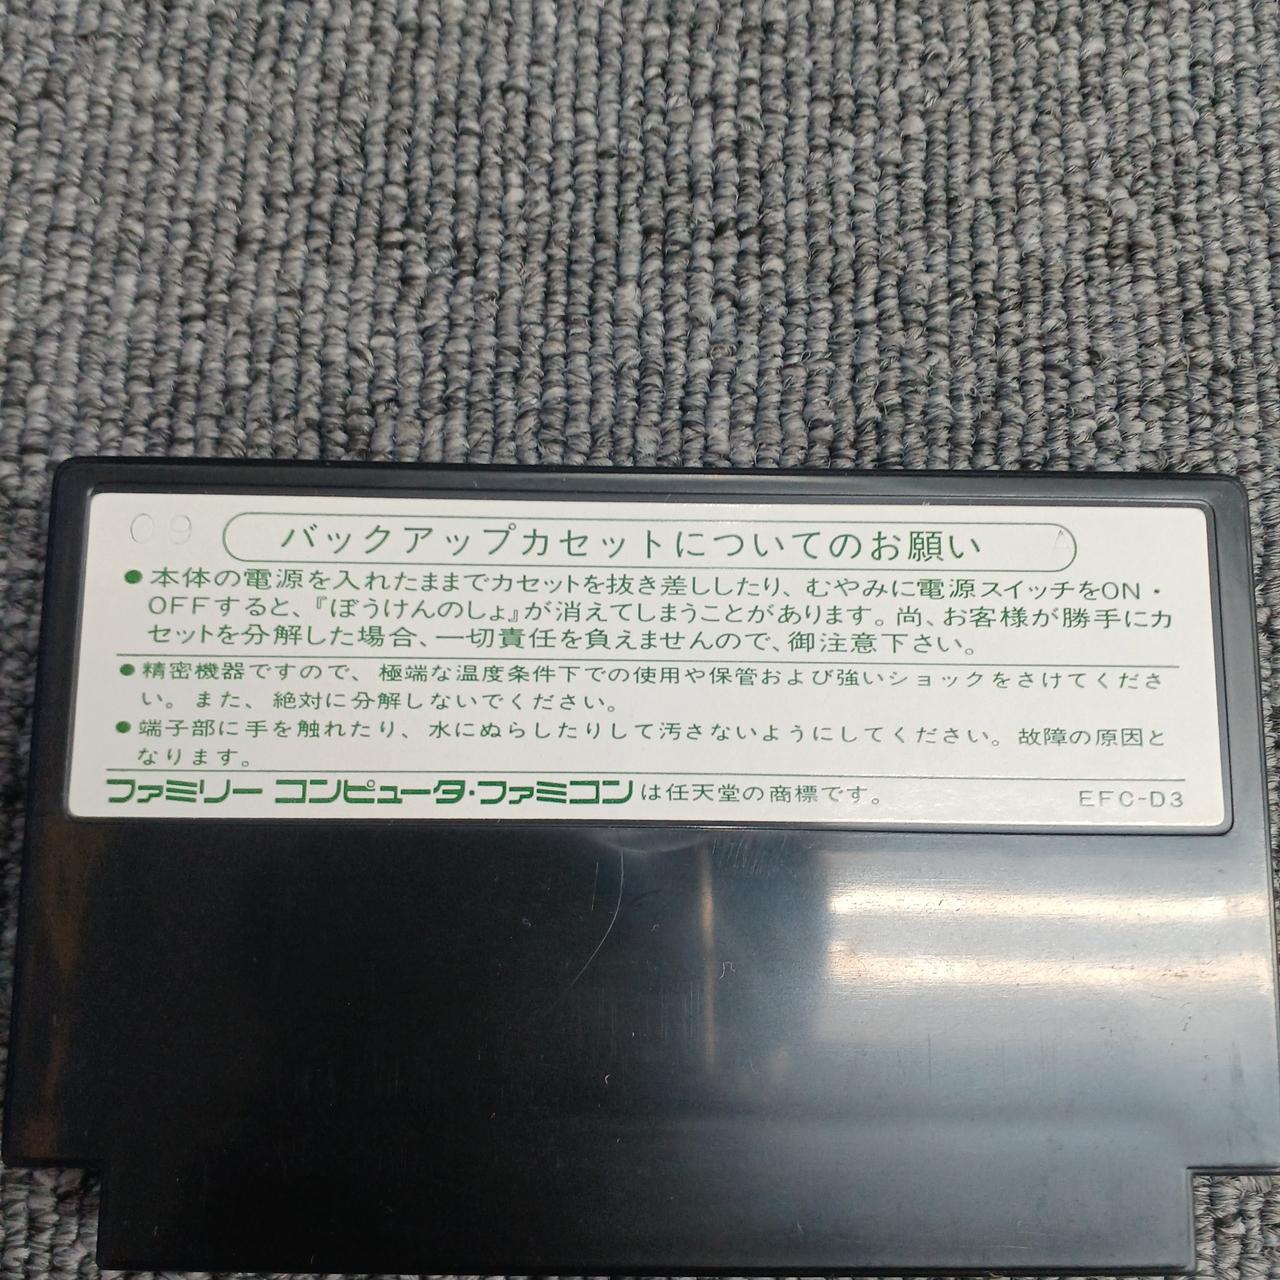 09
バックアップカセットについてのお願い
A
●本体の電源を入れたままでカセットを抜き差ししたり、むやみに電源スイッチをON・
OFFすると、『ぼうけんのしょ』が消えてしまうことがあります。尚、お客様が勝手にカ
セットを分解した場合、一切責任を負えませんので、御注意下さい。
●精密機器ですので、極端な温度条件下での使用や保管および強いショックをさけてくださ
い。また、絶対に分解しないでください。
●端子部に手を触れたり、水にぬらしたりして汚さないようにしてください。故障の原因と
なります。
ファミリー コンピュータ・ファミコンは任天堂の商標です。 EFC-D3